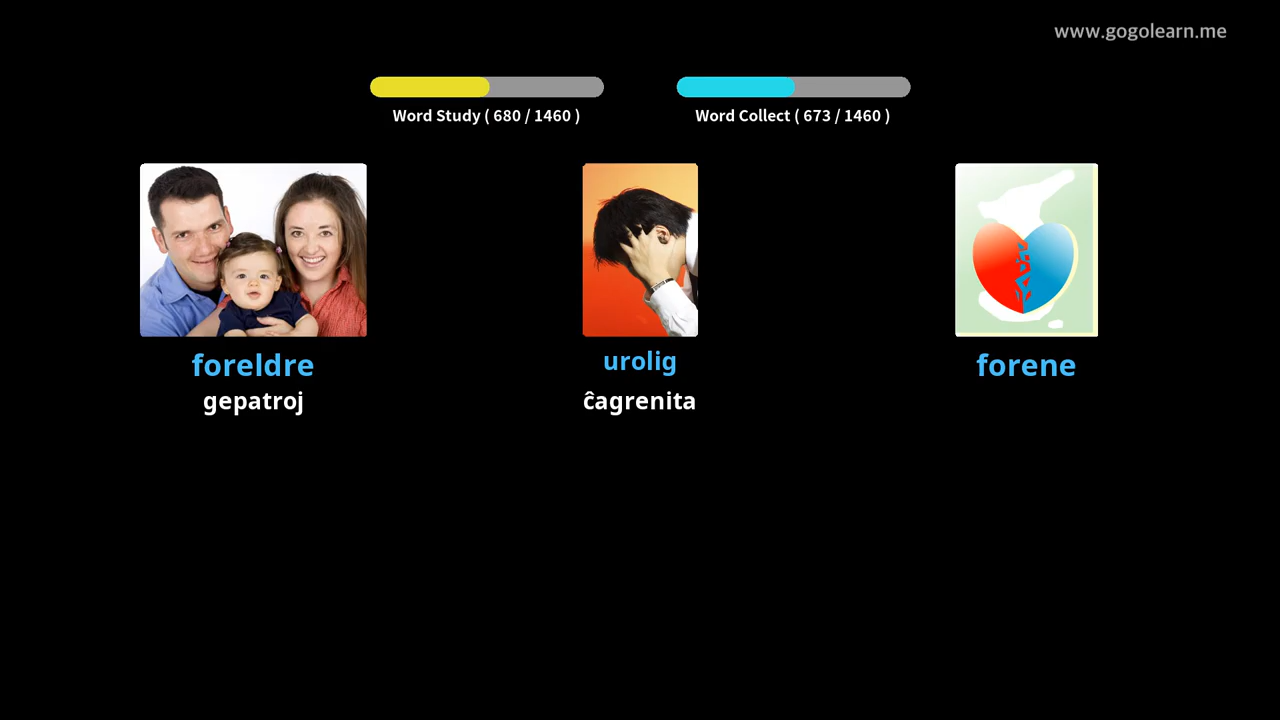 www.gogolearn.me
Word Study ( 680 / 1460 )
Word Collect ( 673 / 1460 )
foreldre
gepatroj
urolig
ĉagrenita
forene